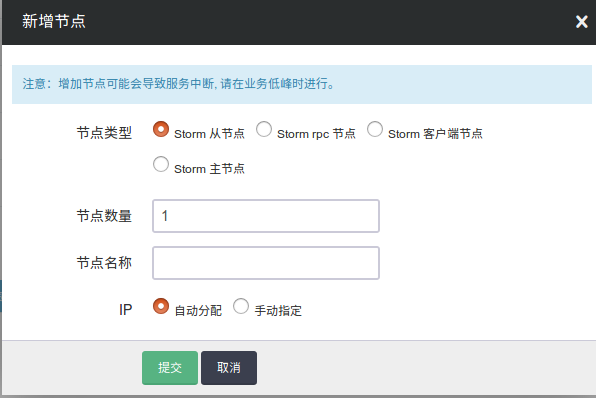 新增节点
注意：增加节点可能会导致服务中断, 请在业务低峰时进行。
节点类型 Storm 从节点 Storm rpc 节点 Storm 客户端节点
Storm 主节点
节点数量 1
节点名称
IP 自动分配 手动指定
提交 取消